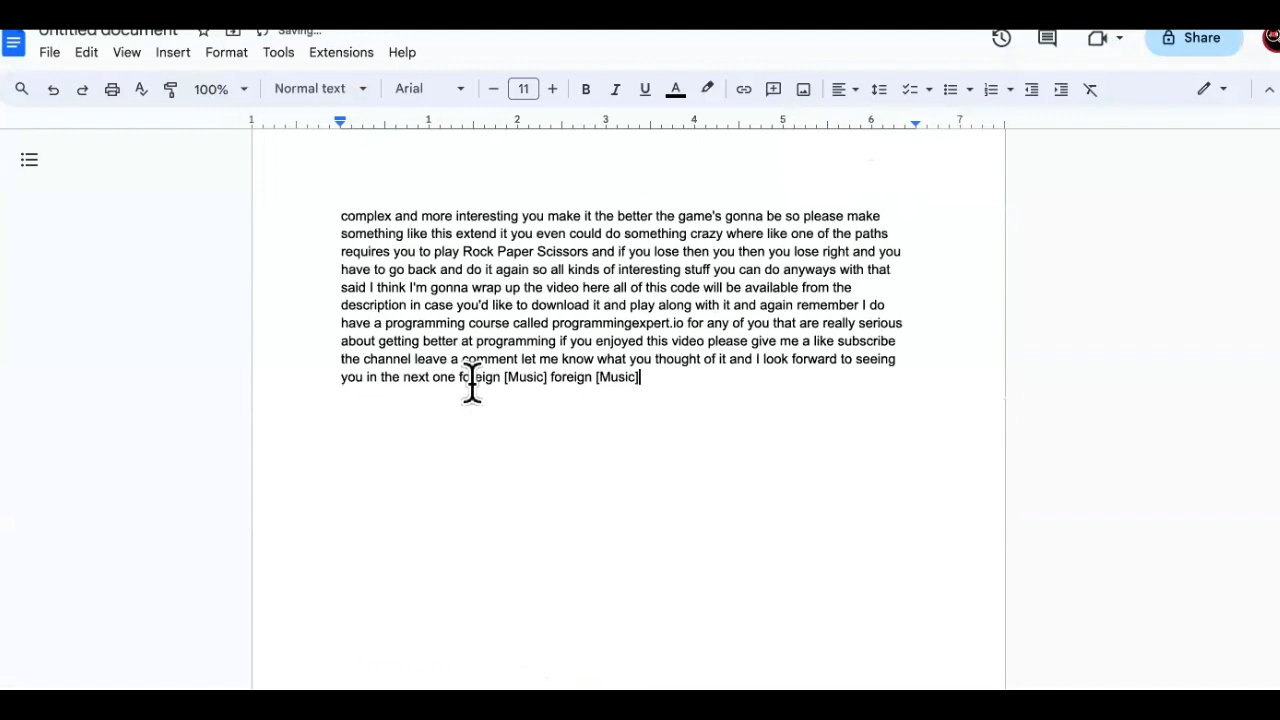 Untitled document Saving...
File Edit View Insert Format Tools Extensions Help
Share
100% Normal text Arial 11 B I U A
1 1 2 3 4 5 6 7
complex and more interesting you make it the better the game's gonna be so please make
something like this extend it you even could do something crazy where like one of the paths
requires you to play Rock Paper Scissors and if you lose then you then you lose right and you
have to go back and do it again so all kinds of interesting stuff you can do anyways with that
said I think I'm gonna wrap up the video here all of this code will be available from the
description in case you'd like to download it and play along with it and again remember I do
have a programming course called programmingexpert.io for any of you that are really serious
about getting better at programming if you enjoyed this video please give me a like subscribe
the channel leave a comment let me know what you thought of it and I look forward to seeing
you in the next one foreign [Music] foreign [Music]